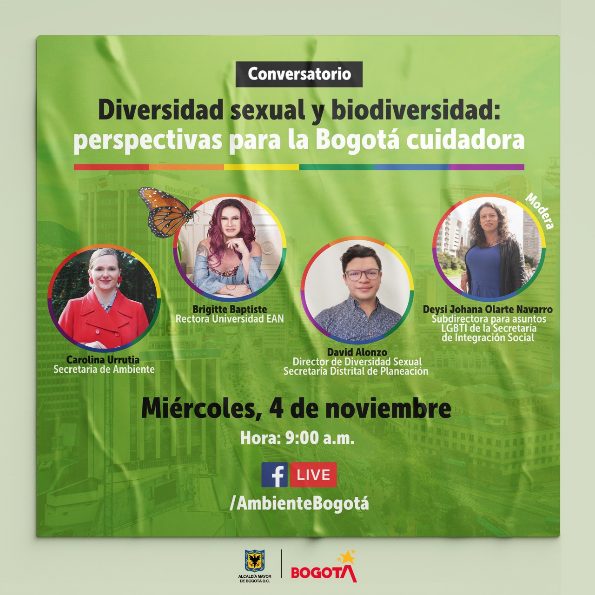 Conversatorio
Diversidad sexual y biodiversidad:
perspectivas para la Bogotá cuidadora
Modera
Carolina Urrutia
Secretaria de Ambiente
Brigitte Baptiste
Rectora Universidad EAN
David Alonzo
Director de Diversidad Sexual
Secretaría Distrital de Planeación
Deysi Johana Olarte Navarro
Subdirectora para asuntos
LGBTI de la Secretaría
de Integración Social
Miércoles, 4 de noviembre
Hora: 9:00 a.m.
f LIVE
/AmbienteBogotá
ALCALDÍA MAYOR
DE BOGOTÁ D.C.
BOGOTÁ